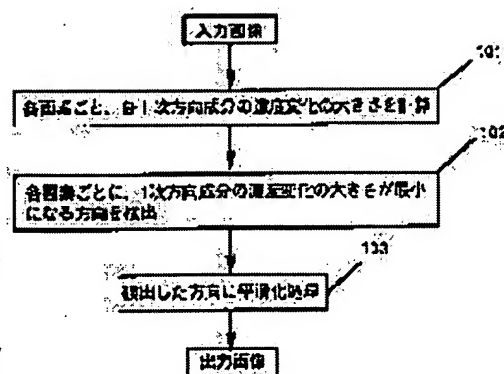 入力画像
101
各画素ごと、各1次方向成分の濃度変化の大きさを計算
102
各画素ごとに、1次方向成分の濃度変化の大きさが最小
になる方向を検出
103
検出した方向に平滑化処理
出力画像